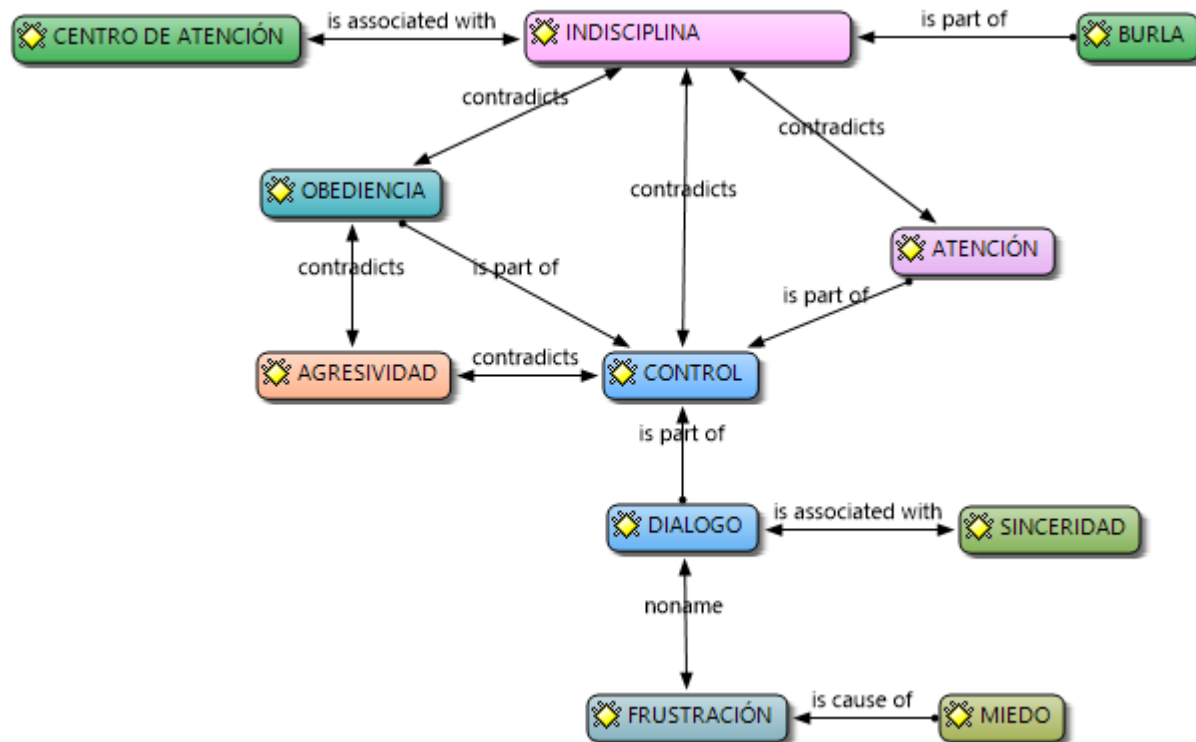 CENTRO DE ATENCIÓN
is associated with
INDISCIPLINA
is part of
BURLA
contradicts
contradicts
contradicts
OBEDIENCIA
ATENCIÓN
contradicts
is part of
is part of
AGRESIVIDAD
contradicts
CONTROL
is part of
DIALOGO
is associated with
SINCERIDAD
noname
FRUSTRACIÓN
is cause of
MIEDO